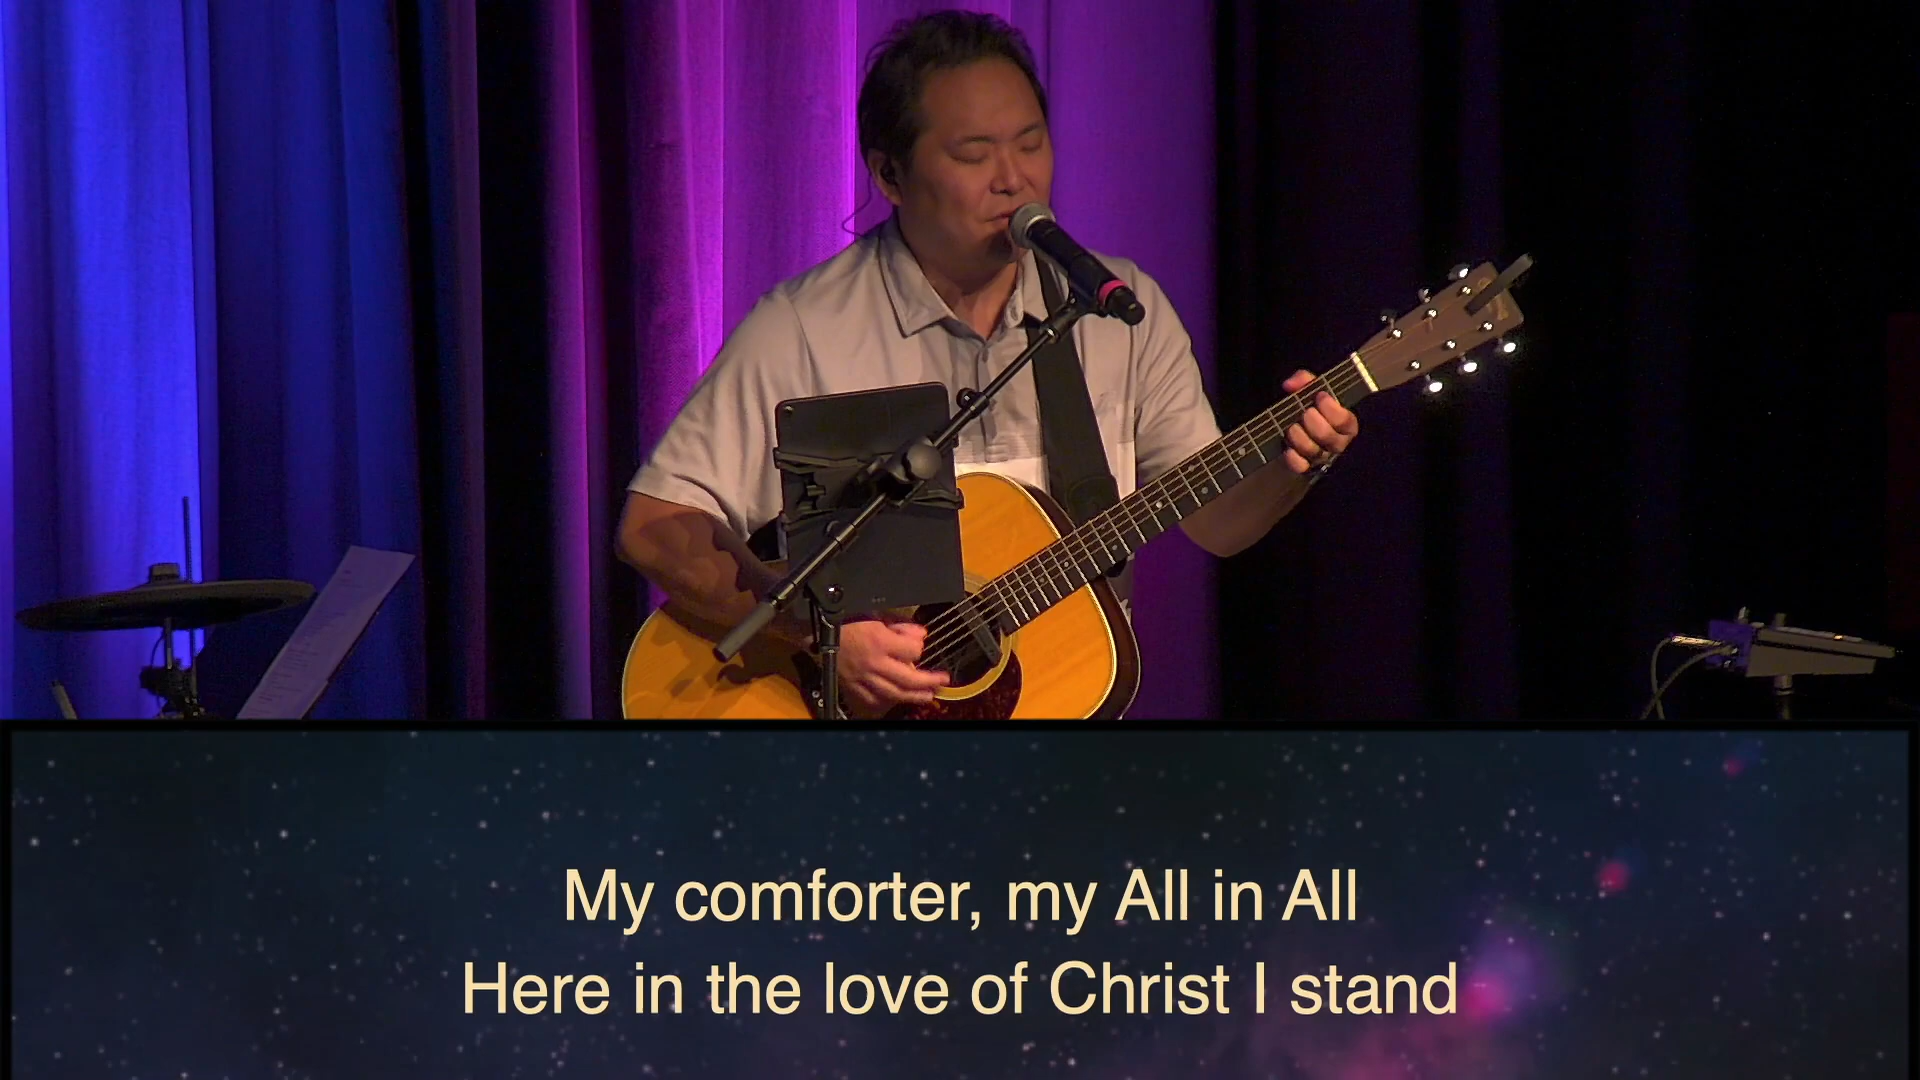 My comforter, my All in All
Here in the love of Christ I stand